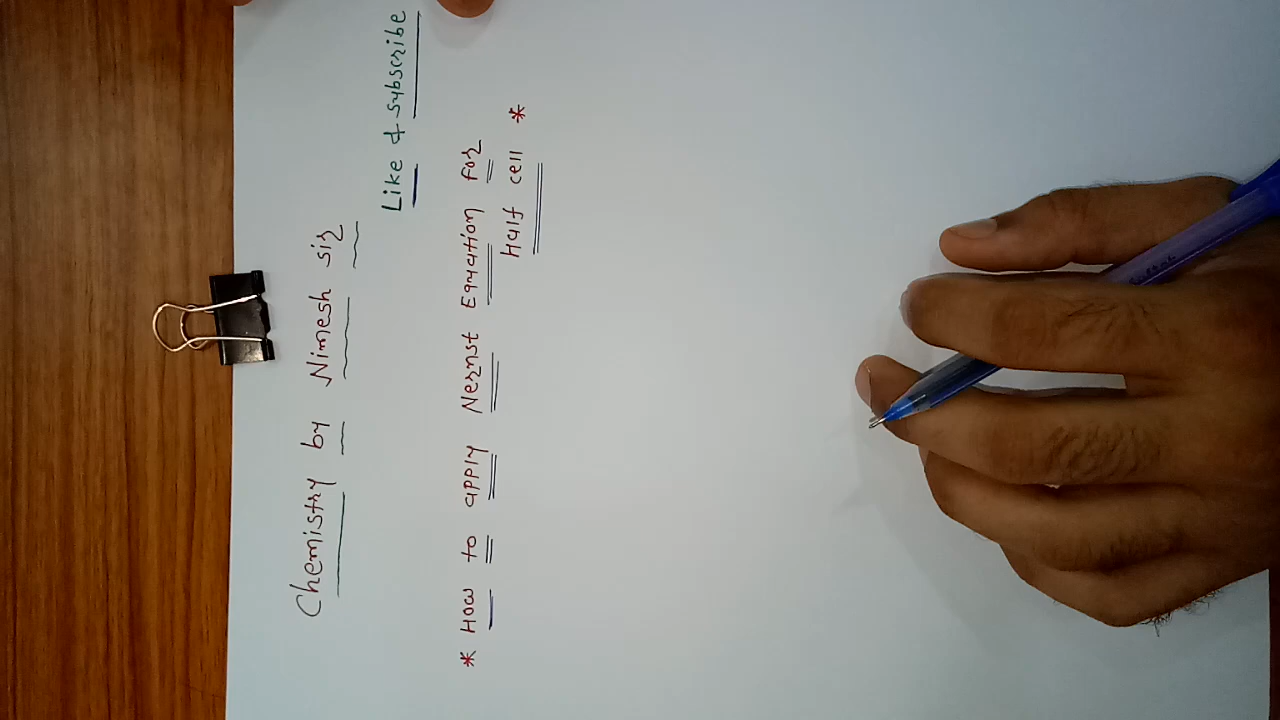 Chemistry by Nimesh sir
Like & subscribe
* How to apply Nernst Equation for
Half cell *